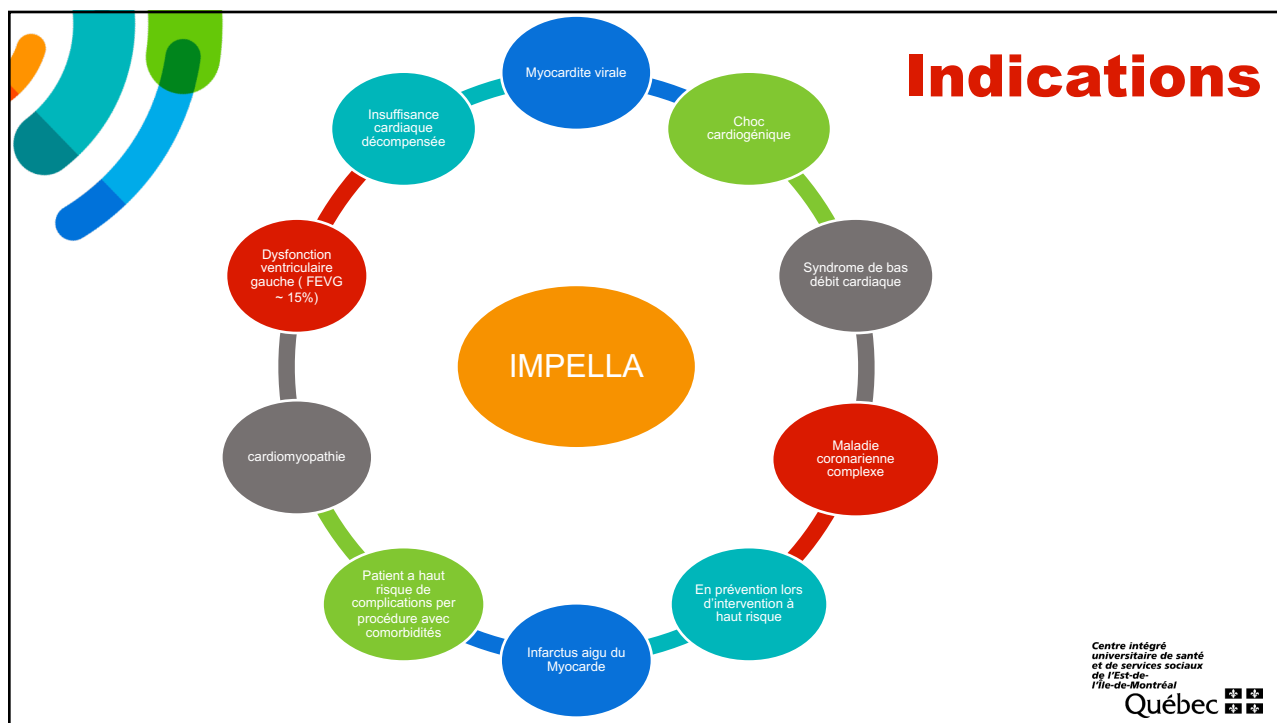 Indications
Myocardite virale
Choc
cardiogénique
Syndrome de bas
débit cardiaque
Maladie
coronarienne
complexe
En prévention lors
d'intervention à
haut risque
Infarctus aigu du
Myocarde
Patient a haut
risque de
complications per
procédure avec
comorbidités
cardiomyopathie
Dysfonction
ventriculaire
gauche ( FEVG
~ 15%)
Insuffisance
cardiaque
décompensée
IMPELLA
Centre intégré
universitaire de santé
et de services sociaux
de l'Est-de-
l'Île-de-Montréal
Québec